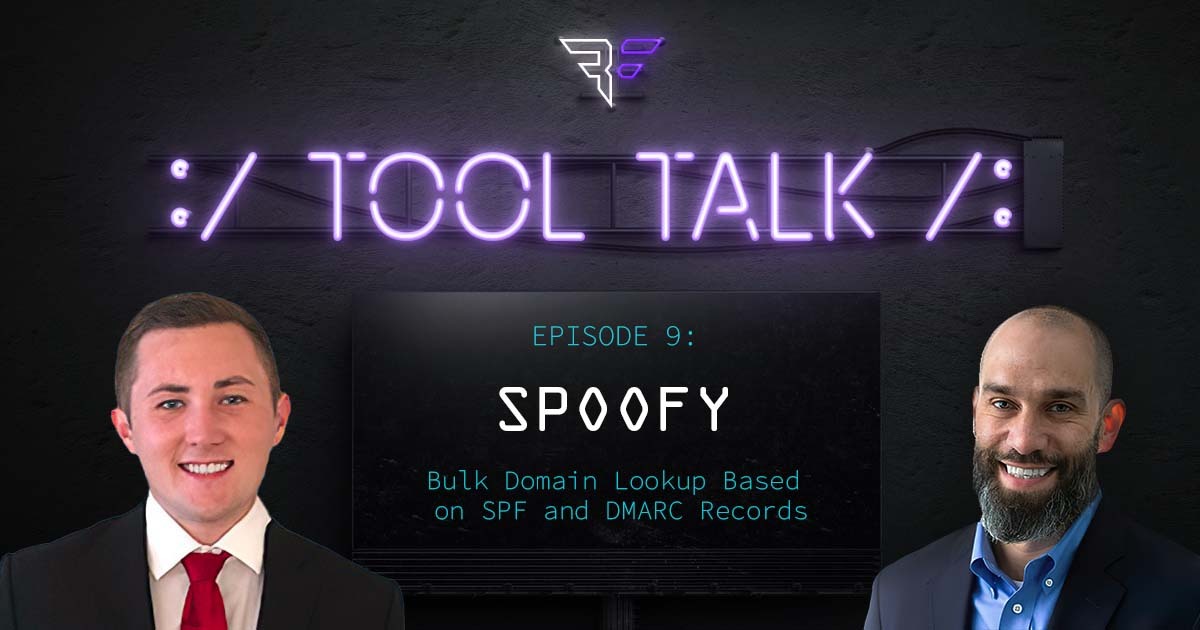 :/ TOOL TALK /:
EPISODE 9:
SPOOFY
Bulk Domain Lookup Based
on SPF and DMARC Records